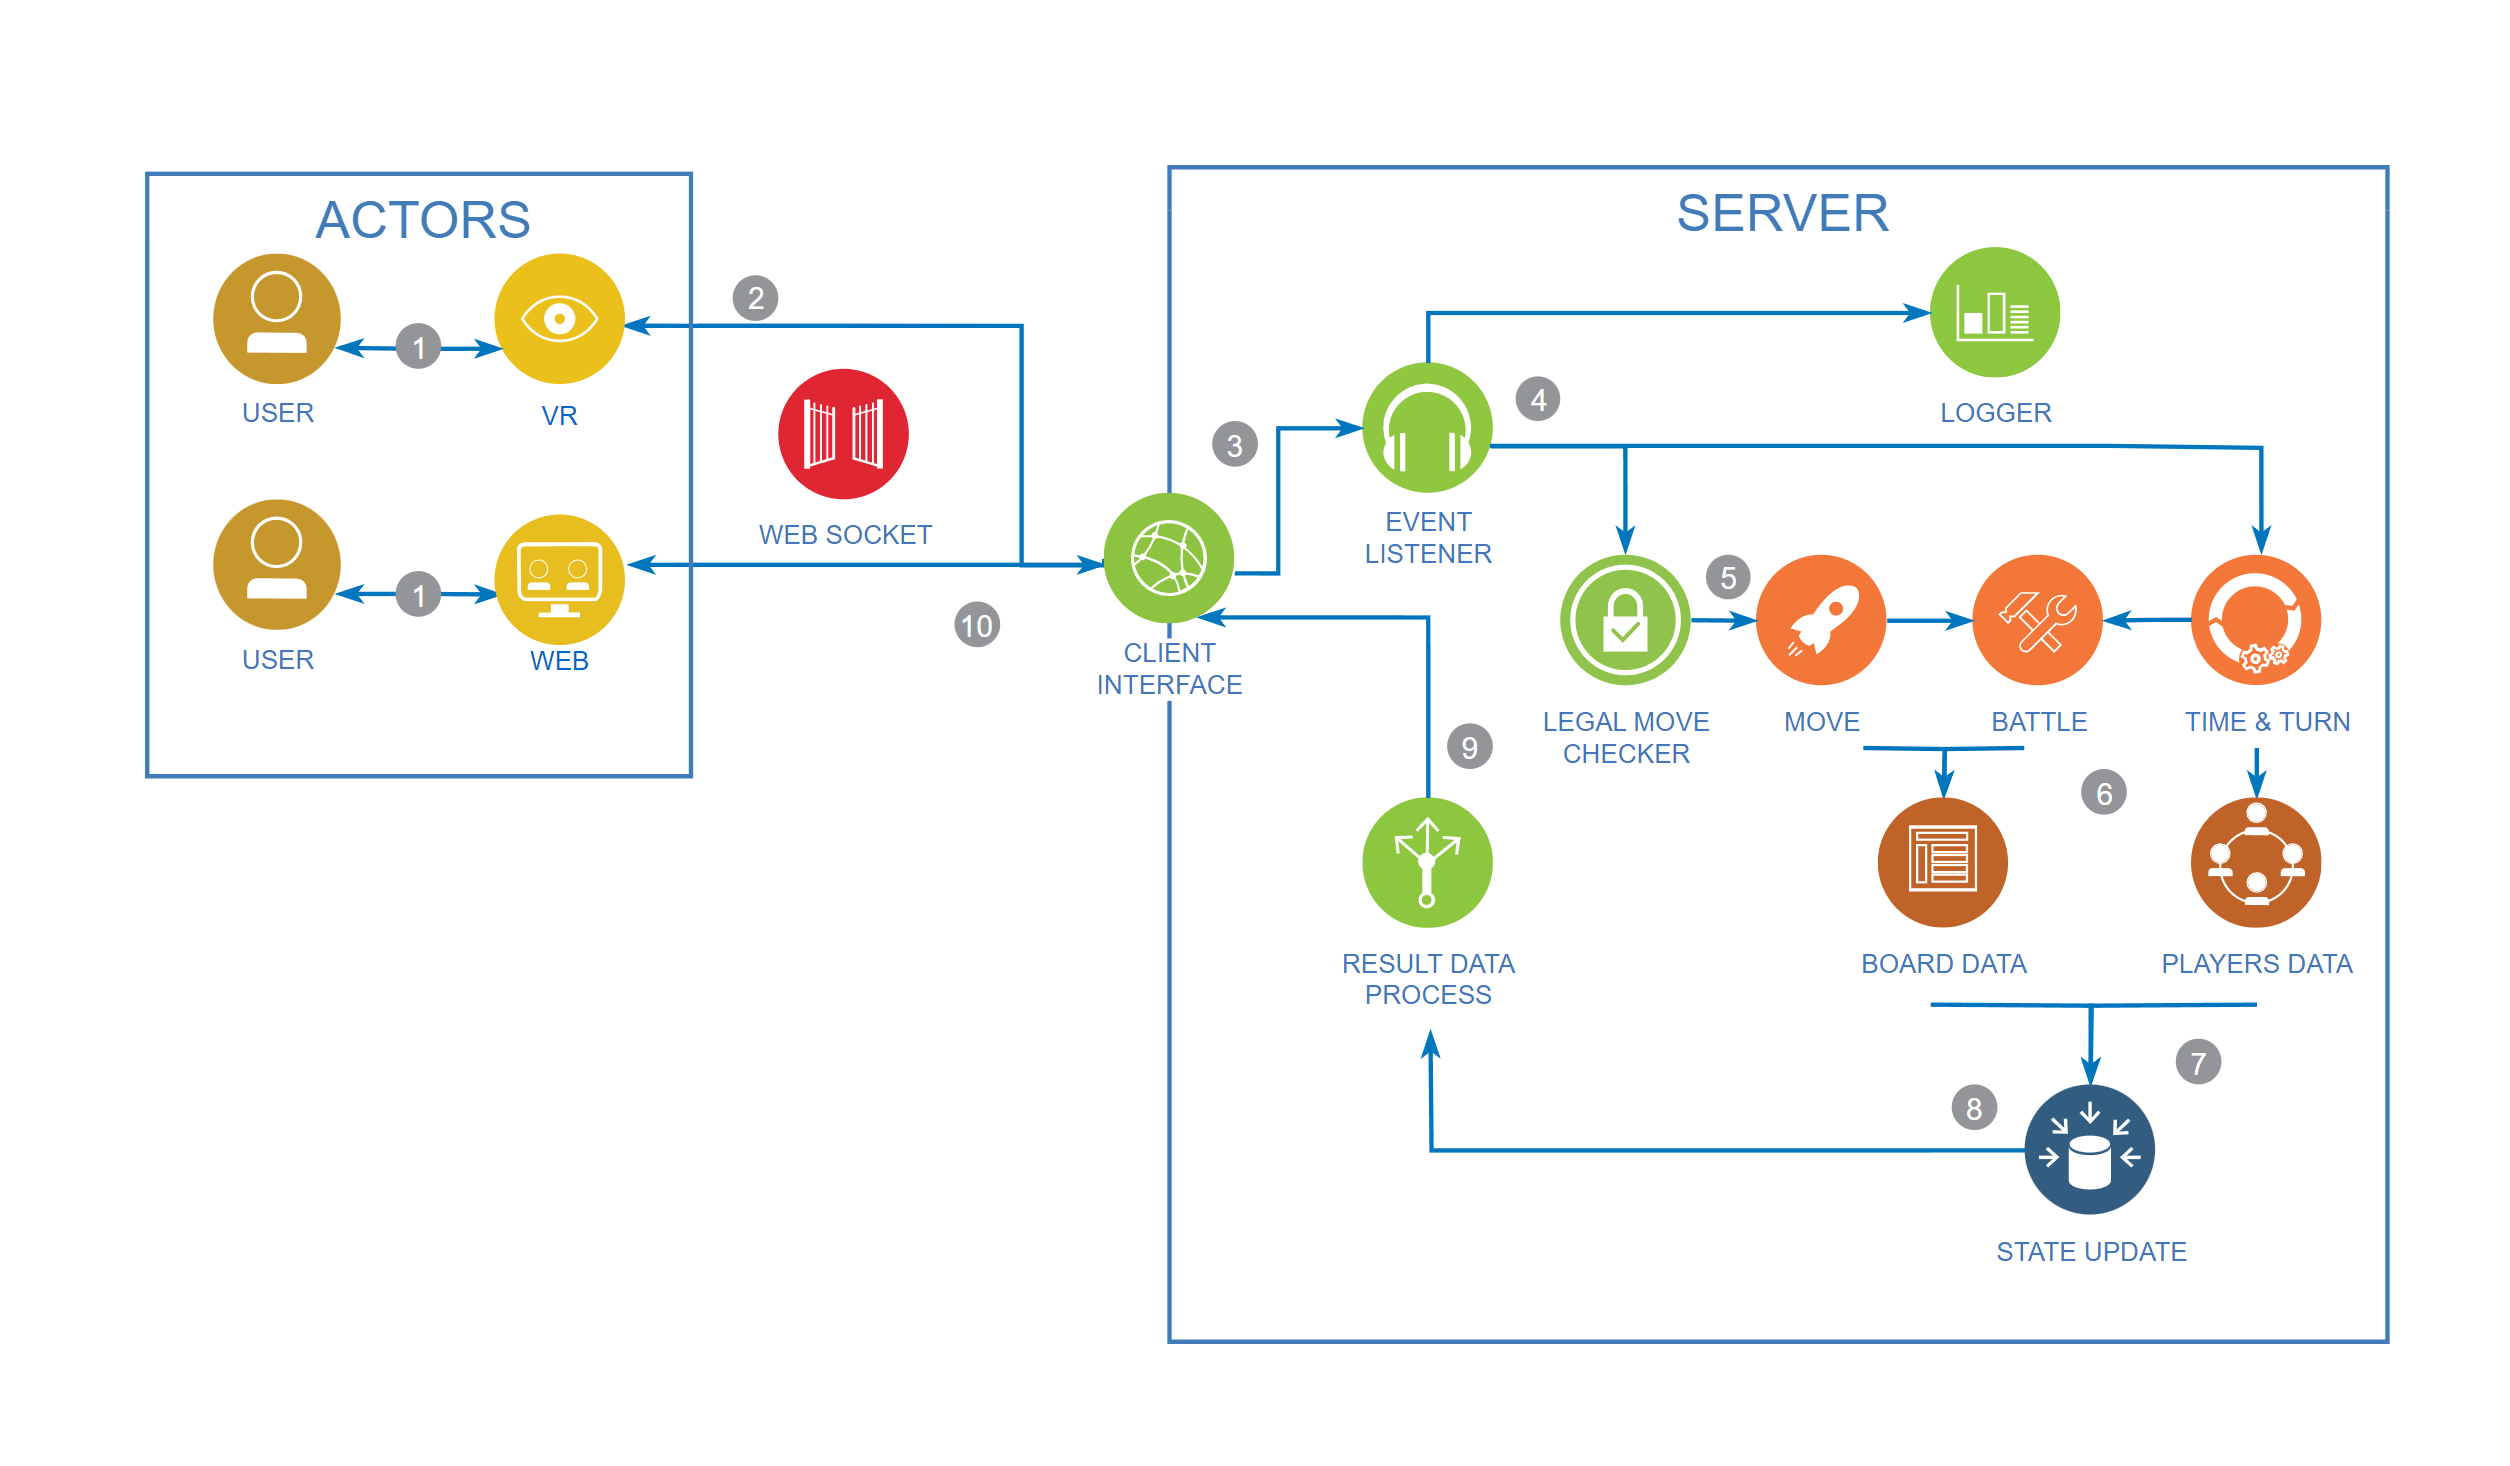 ACTORS
USER
1
VR
USER
1
WEB
2
WEB SOCKET
10
SERVER
CLIENT
INTERFACE
3
EVENT
LISTENER
4
LOGGER
LEGAL MOVE
CHECKER
5
MOVE
BATTLE
TIME & TURN
6
BOARD DATA
PLAYERS DATA
7
STATE UPDATE
8
RESULT DATA
PROCESS
9